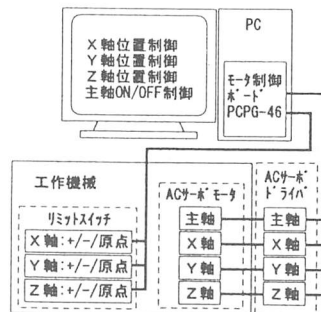 PC
X軸位置制御
Y軸位置制御
Z軸位置制御
主軸ON/OFF制御
モータ制御
ボード
PCPG-46
工作機械
リミットスイッチ
X軸:+/-/原点
Y軸:+/-/原点
Z軸:+/-/原点
ACサーボモータ
主軸
X軸
Y軸
Z軸
ACサーボ
ドライバ
主軸
X軸
Y軸
Z軸